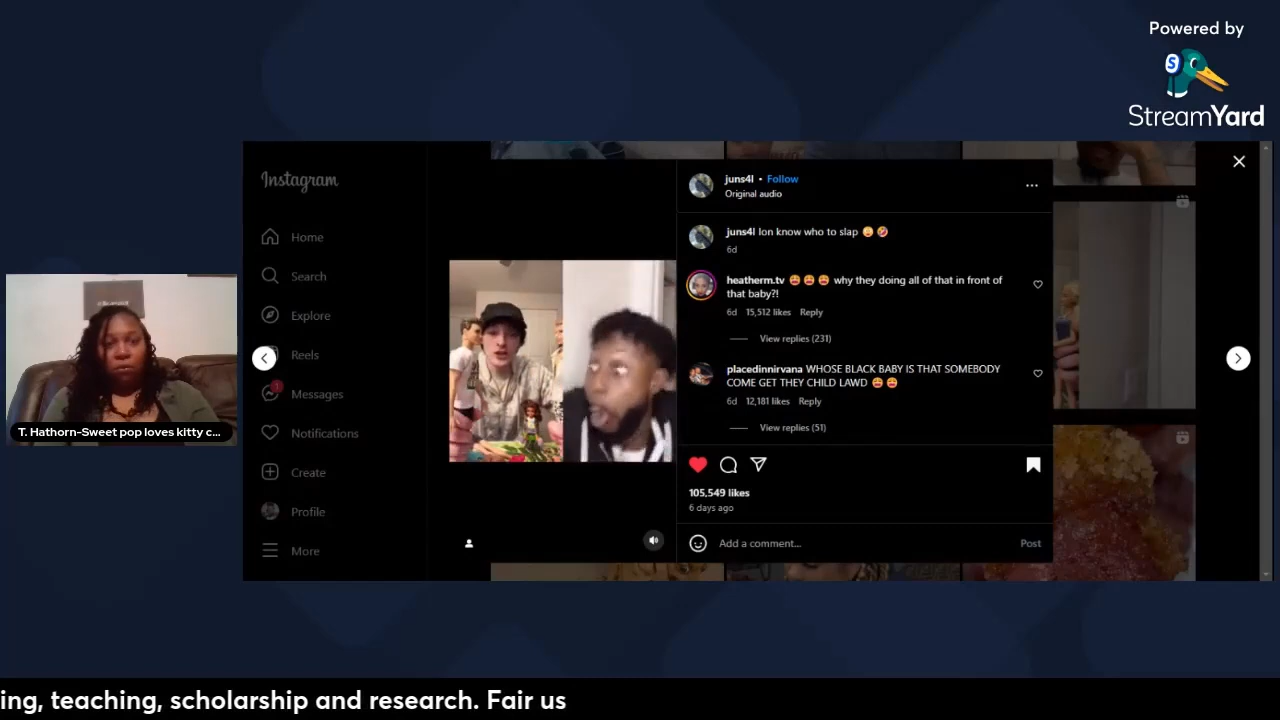 Powered by
StreamYard
Instagram
Home
Search
Explore
Reels
1
Messages
Notifications
Create
Profile
More
T. Hathorn-Sweet pop loves kitty c...
juns4l • Follow
Original audio
juns4l Ion know who to slap 😩 🤣
6d
heatherm.tv why they doing all of that in front of
that baby?!
6d 15,512 likes Reply
View replies (231)
placedinnirvana WHOSE BLACK BABY IS THAT SOMEBODY
COME GET THEY CHILD LAWD
6d 12,181 likes Reply
View replies (51)
105,549 likes
6 days ago
Add a comment... Post
ing, teaching, scholarship and research. Fair us